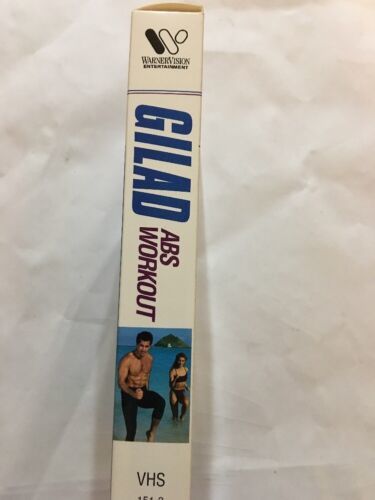 WARNERVISION
ENTERTAINMENT
GILAD
ABS
WORKOUT
VHS